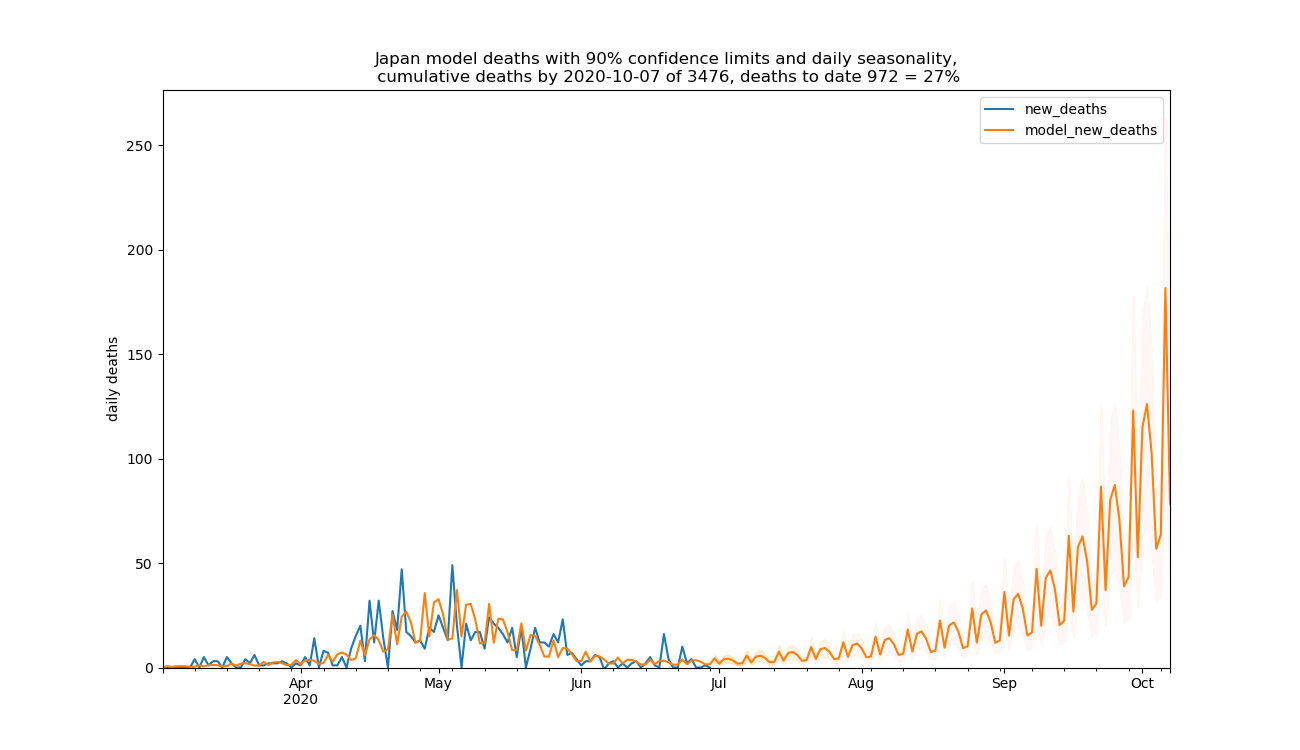 Japan model deaths with 90% confidence limits and daily seasonality,
cumulative deaths by 2020-10-07 of 3476, deaths to date 972 = 27%
new_deaths
model_new_deaths
daily deaths
250
200
150
100
50
0
Apr
2020
May
Jun
Jul
Aug
Sep
Oct